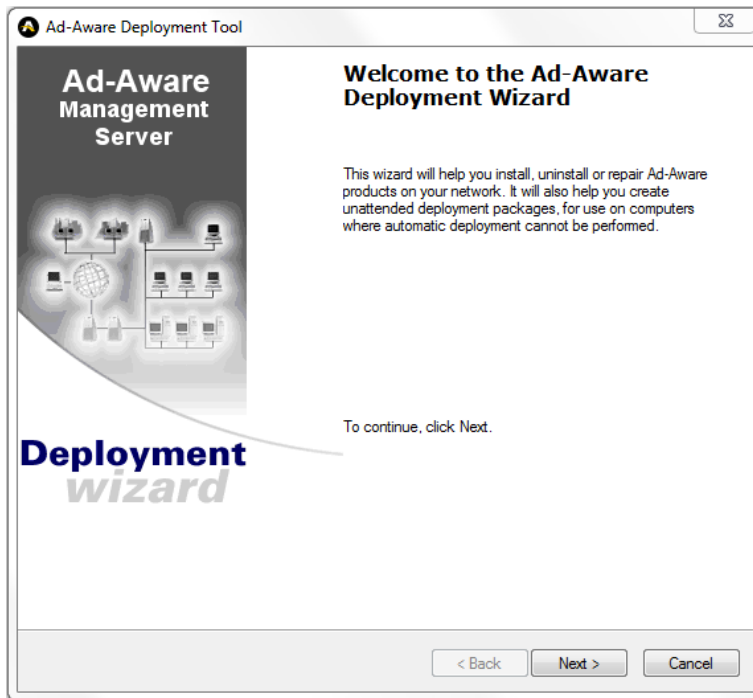 Ad-Aware Deployment Tool
Ad-Aware
Management
Server
Deployment
wizard
Welcome to the Ad-Aware
Deployment Wizard
This wizard will help you install, uninstall or repair Ad-Aware
products on your network. It will also help you create
unattended deployment packages, for use on computers
where automatic deployment cannot be performed.
To continue, click Next.
< Back
Next >
Cancel